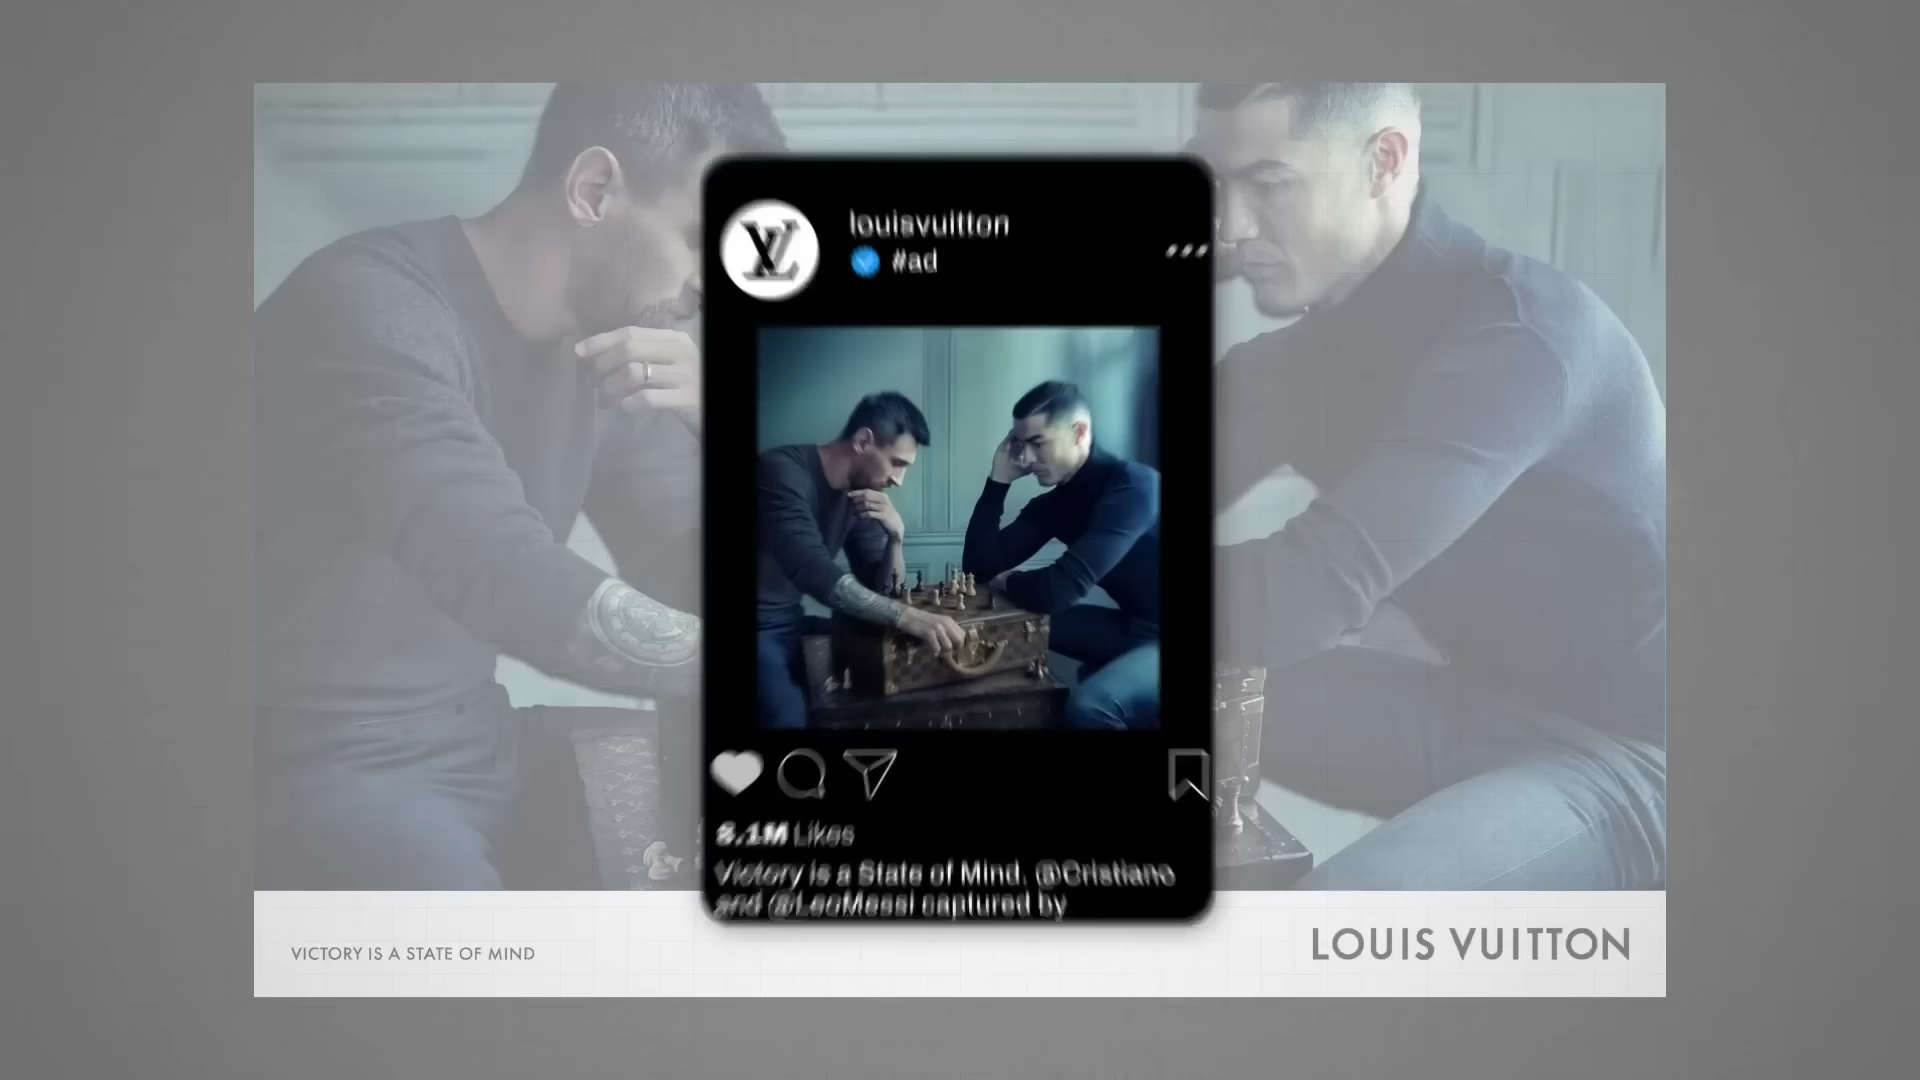 louisvuitton
#ad
8.1M Likes
Victory is a State of Mind. @Cristiano
and @LeoMessi captured by
VICTORY IS A STATE OF MIND
LOUIS VUITTON